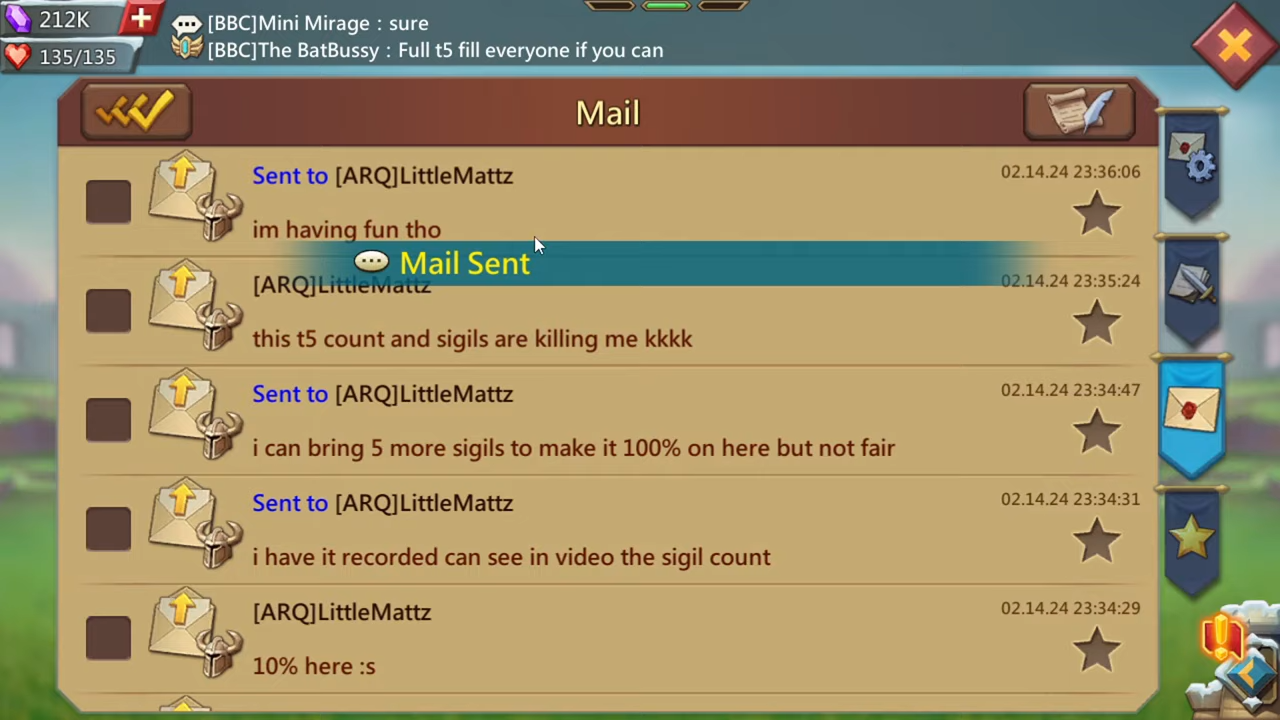 212K
[BBC]Mini Mirage : sure
135/135
[BBC]The BatBussy : Full t5 fill everyone if you can
Mail
Sent to [ARQ]LittleMattz
02.14.24 23:36:06
im having fun tho
Mail Sent
[ARQ]LittleMattz
02.14.24 23:35:24
this t5 count and sigils are killing me kkkk
Sent to [ARQ]LittleMattz
02.14.24 23:34:47
i can bring 5 more sigils to make it 100% on here but not fair
Sent to [ARQ]LittleMattz
02.14.24 23:34:31
i have it recorded can see in video the sigil count
[ARQ]LittleMattz
02.14.24 23:34:29
10% here :s